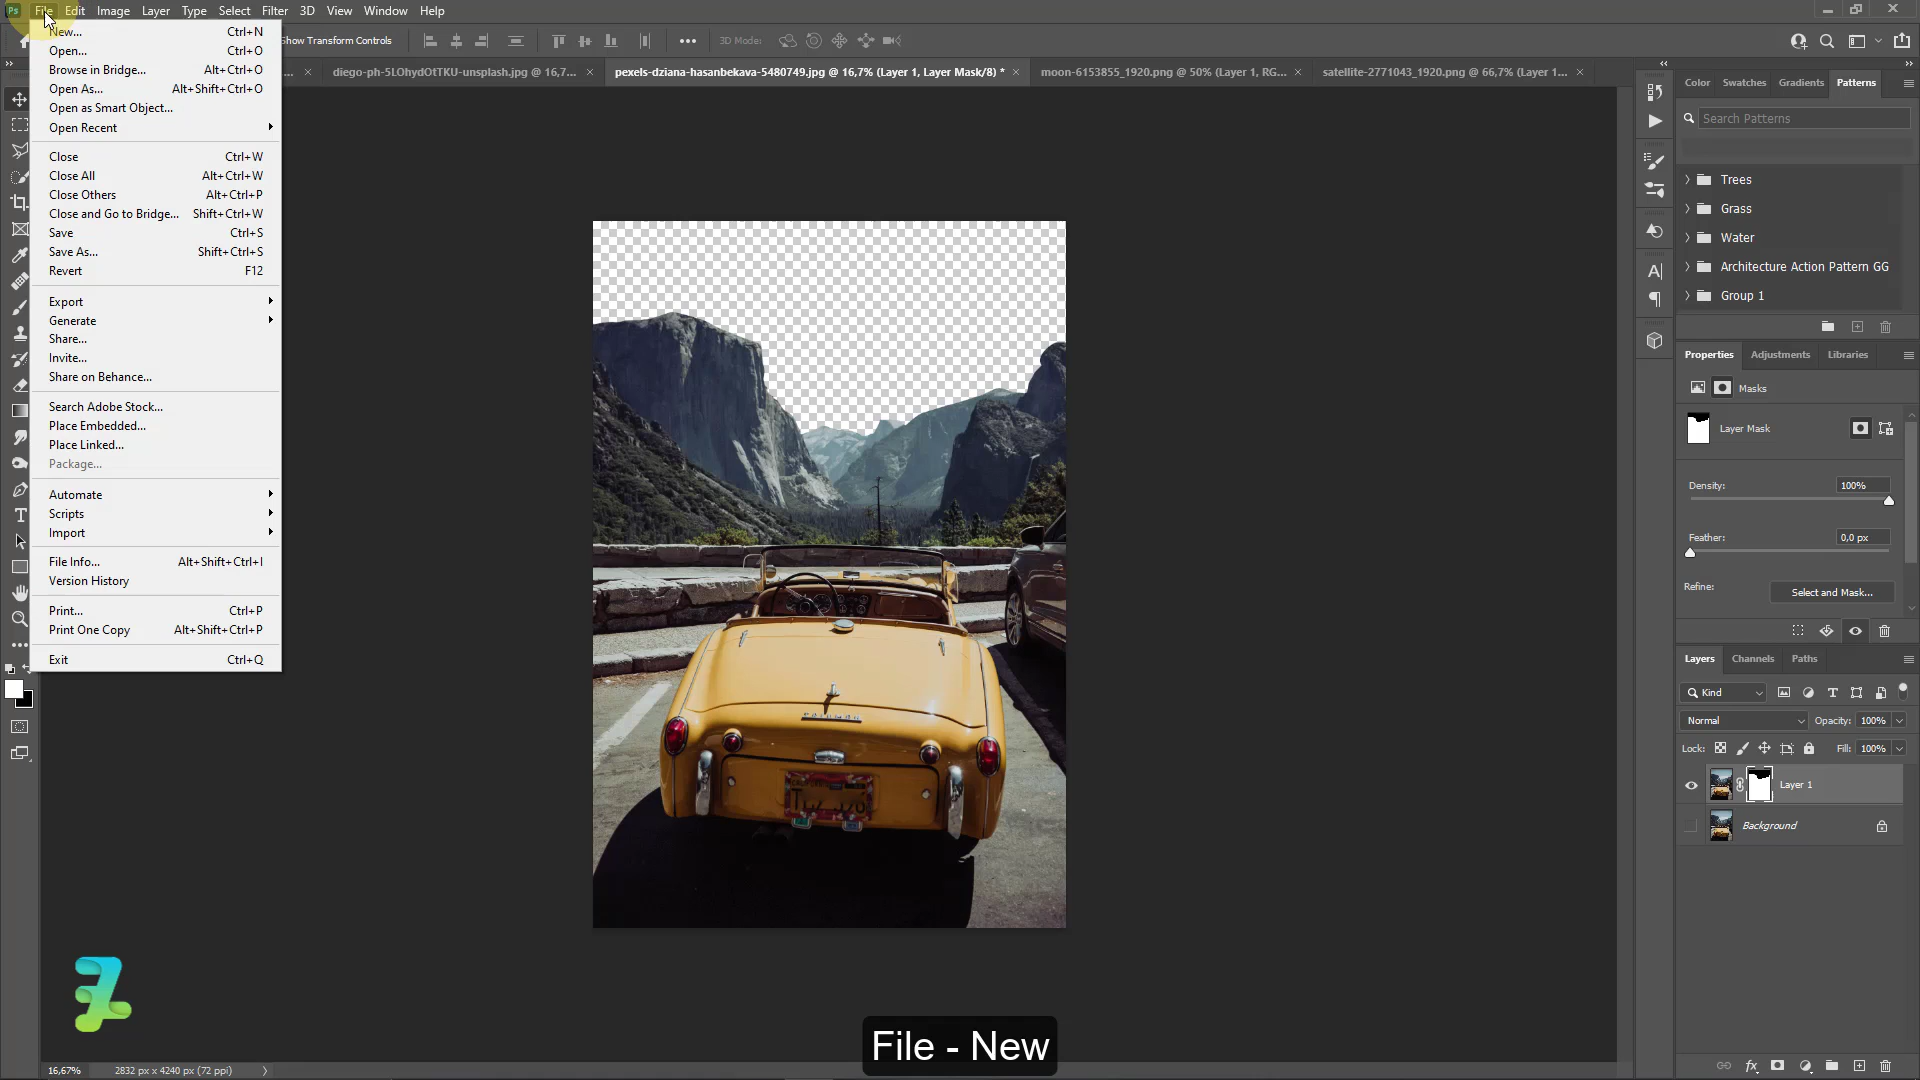 Ps File Edit Image Layer Type Select Filter 3D View Window Help
Show Transform Controls
3D Mode:
... diego-ph-5LOhydOtTKU-unsplash.jpg @ 16,7... pexels-dziana-hasanbekava-5480749.jpg @ 16,7% (Layer 1, Layer Mask/8) * moon-6153855_1920.png @ 50% (Layer 1, RG... satellite-2771043_1920.png @ 66,7% (Layer 1...
New... Ctrl+N
Open... Ctrl+O
Browse in Bridge... Alt+Ctrl+O
Open As... Alt+Shift+Ctrl+O
Open as Smart Object...
Open Recent
Close Ctrl+W
Close All Alt+Ctrl+W
Close Others Alt+Ctrl+P
Close and Go to Bridge... Shift+Ctrl+W
Save Ctrl+S
Save As... Shift+Ctrl+S
Revert F12
Export
Generate
Share...
Invite...
Share on Behance...
Search Adobe Stock...
Place Embedded...
Place Linked...
Package...
Automate
Scripts
Import
File Info... Alt+Shift+Ctrl+I
Version History
Print... Ctrl+P
Print One Copy Alt+Shift+Ctrl+P
Exit Ctrl+Q
Color Swatches Gradients Patterns
Search Patterns
Trees
Grass
Water
Architecture Action Pattern GG
Group 1
Properties Adjustments Libraries
Masks
Layer Mask
Density: 100%
Feather: 0,0 px
Refine: Select and Mask...
Layers Channels Paths
Kind
Normal Opacity: 100%
Lock: Fill: 100%
Layer 1
Background
fx
File - New
16,67% 2832 px x 4240 px (72 ppi)